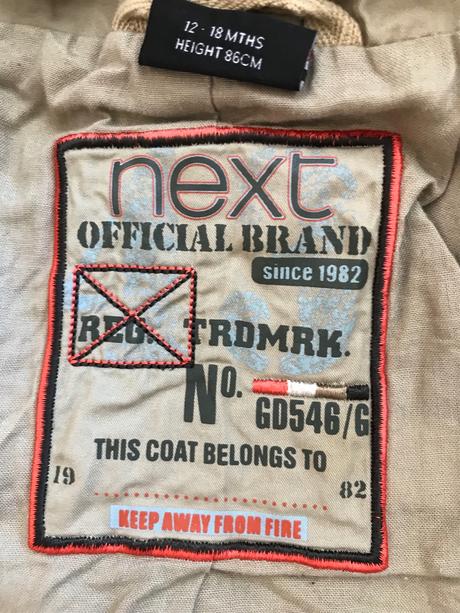 12 - 18 MTHS
HEIGHT 86CM
next
OFFICIAL BRAND
since 1982
REG. TRDMRK.
NO.
GD546/G
THIS COAT BELONGS TO
19 82
KEEP AWAY FROM FIRE